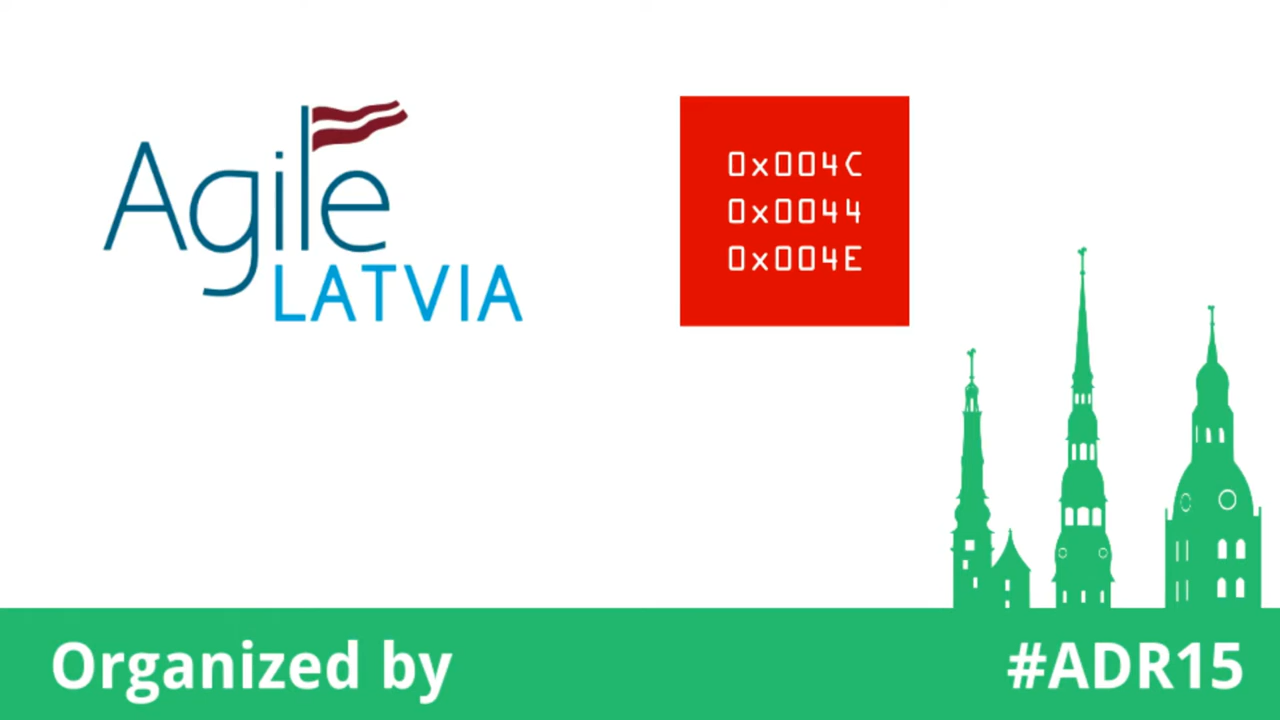 Agile
LATVIA
0x004C
0x0044
0x004E
Organized by
#ADR15